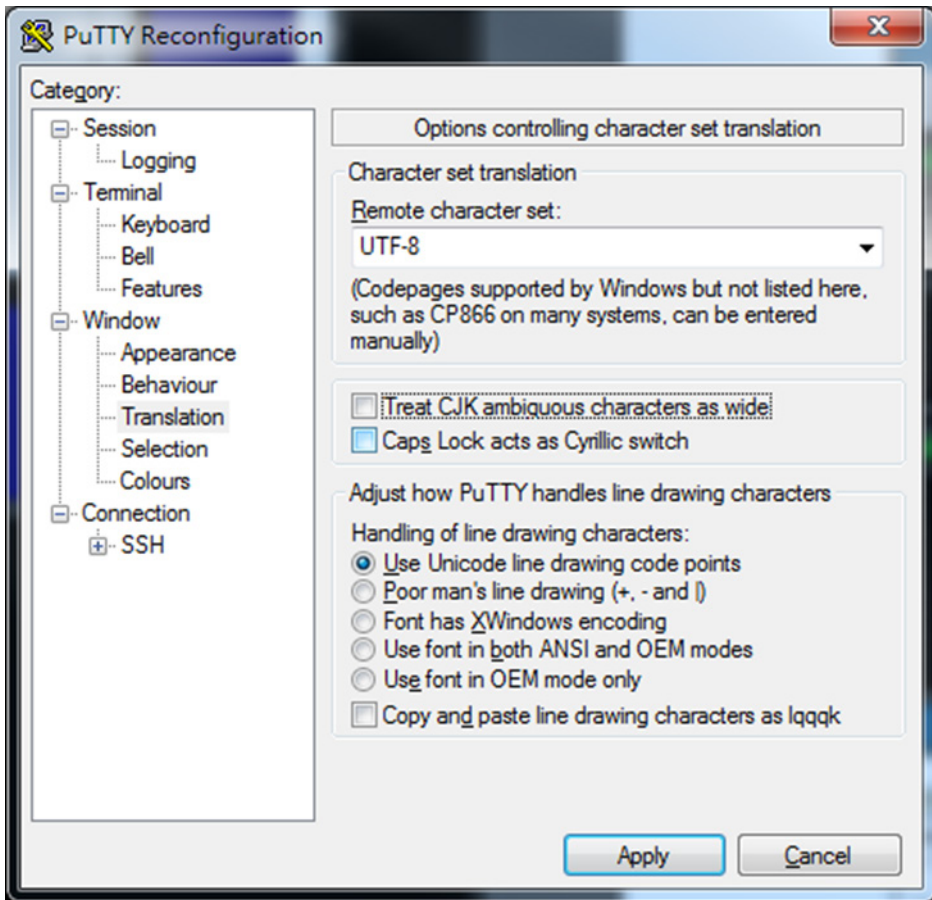 PuTTY Reconfiguration
Category:
Session
Logging
Terminal
Keyboard
Bell
Features
Window
Appearance
Behaviour
Translation
Selection
Colours
Connection
SSH
Options controlling character set translation
Character set translation
Remote character set:
UTF-8
(Codepages supported by Windows but not listed here,
such as CP866 on many systems, can be entered
manually)
Treat CJK ambiguous characters as wide
Caps Lock acts as Cyrillic switch
Adjust how PuTTY handles line drawing characters
Handling of line drawing characters:
Use Unicode line drawing code points
Poor man's line drawing (+, - and |)
Font has XWindows encoding
Use font in both ANSI and OEM modes
Use font in OEM mode only
Copy and paste line drawing characters as lqqqk
Apply
Cancel